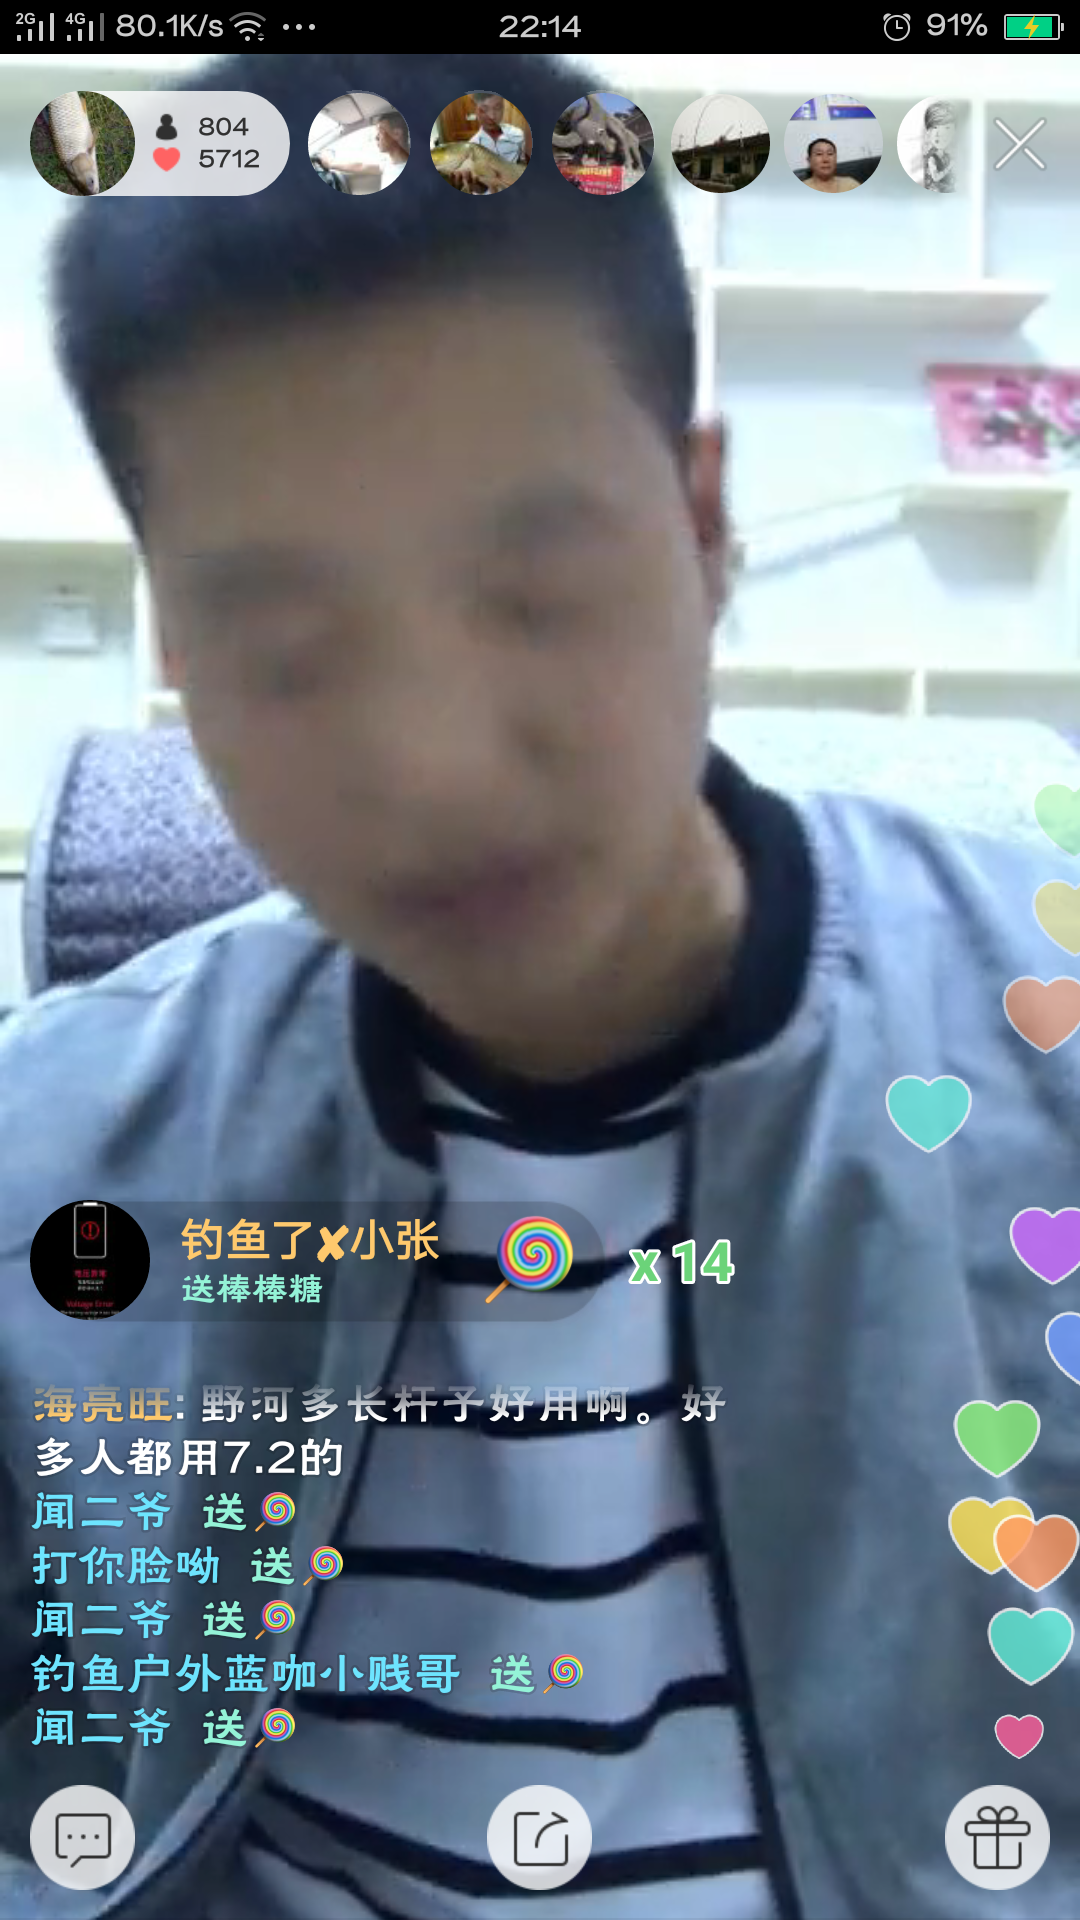 2G 4G 80.1K/s 22:14 91%
804
5712
钓鱼了✘小张
送棒棒糖
x 14
Voltage Error
海亮旺: 野河多长杆子好用啊。好
多人都用7.2的
闻二爷 送
打你脸呦 送
闻二爷 送
钓鱼户外蓝咖小贱哥 送
闻二爷 送